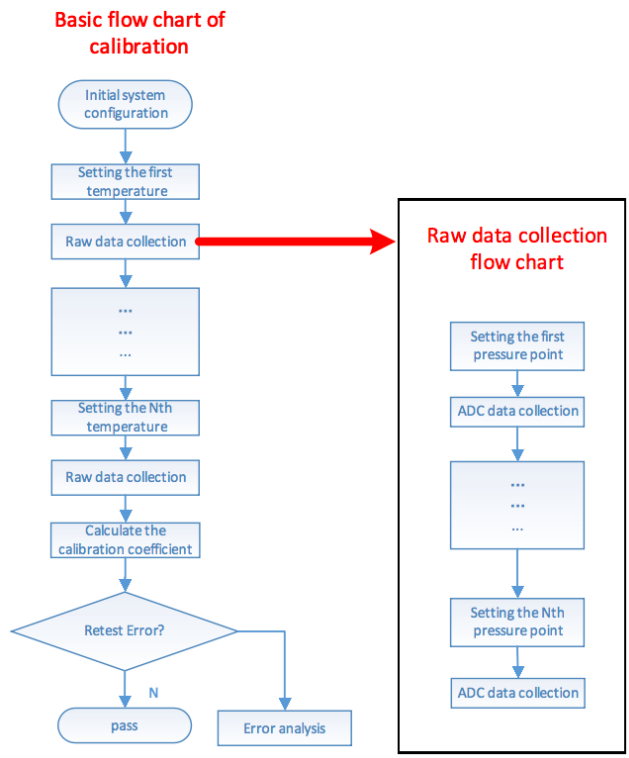 Basic flow chart of
calibration
Initial system
configuration
Setting the first
temperature
Raw data collection
...
...
...
Setting the Nth
temperature
Raw data collection
Calculate the
calibration coefficient
Retest Error?
N
pass
Error analysis
Raw data collection
flow chart
Setting the first
pressure point
ADC data collection
...
...
...
Setting the Nth
pressure point
ADC data collection